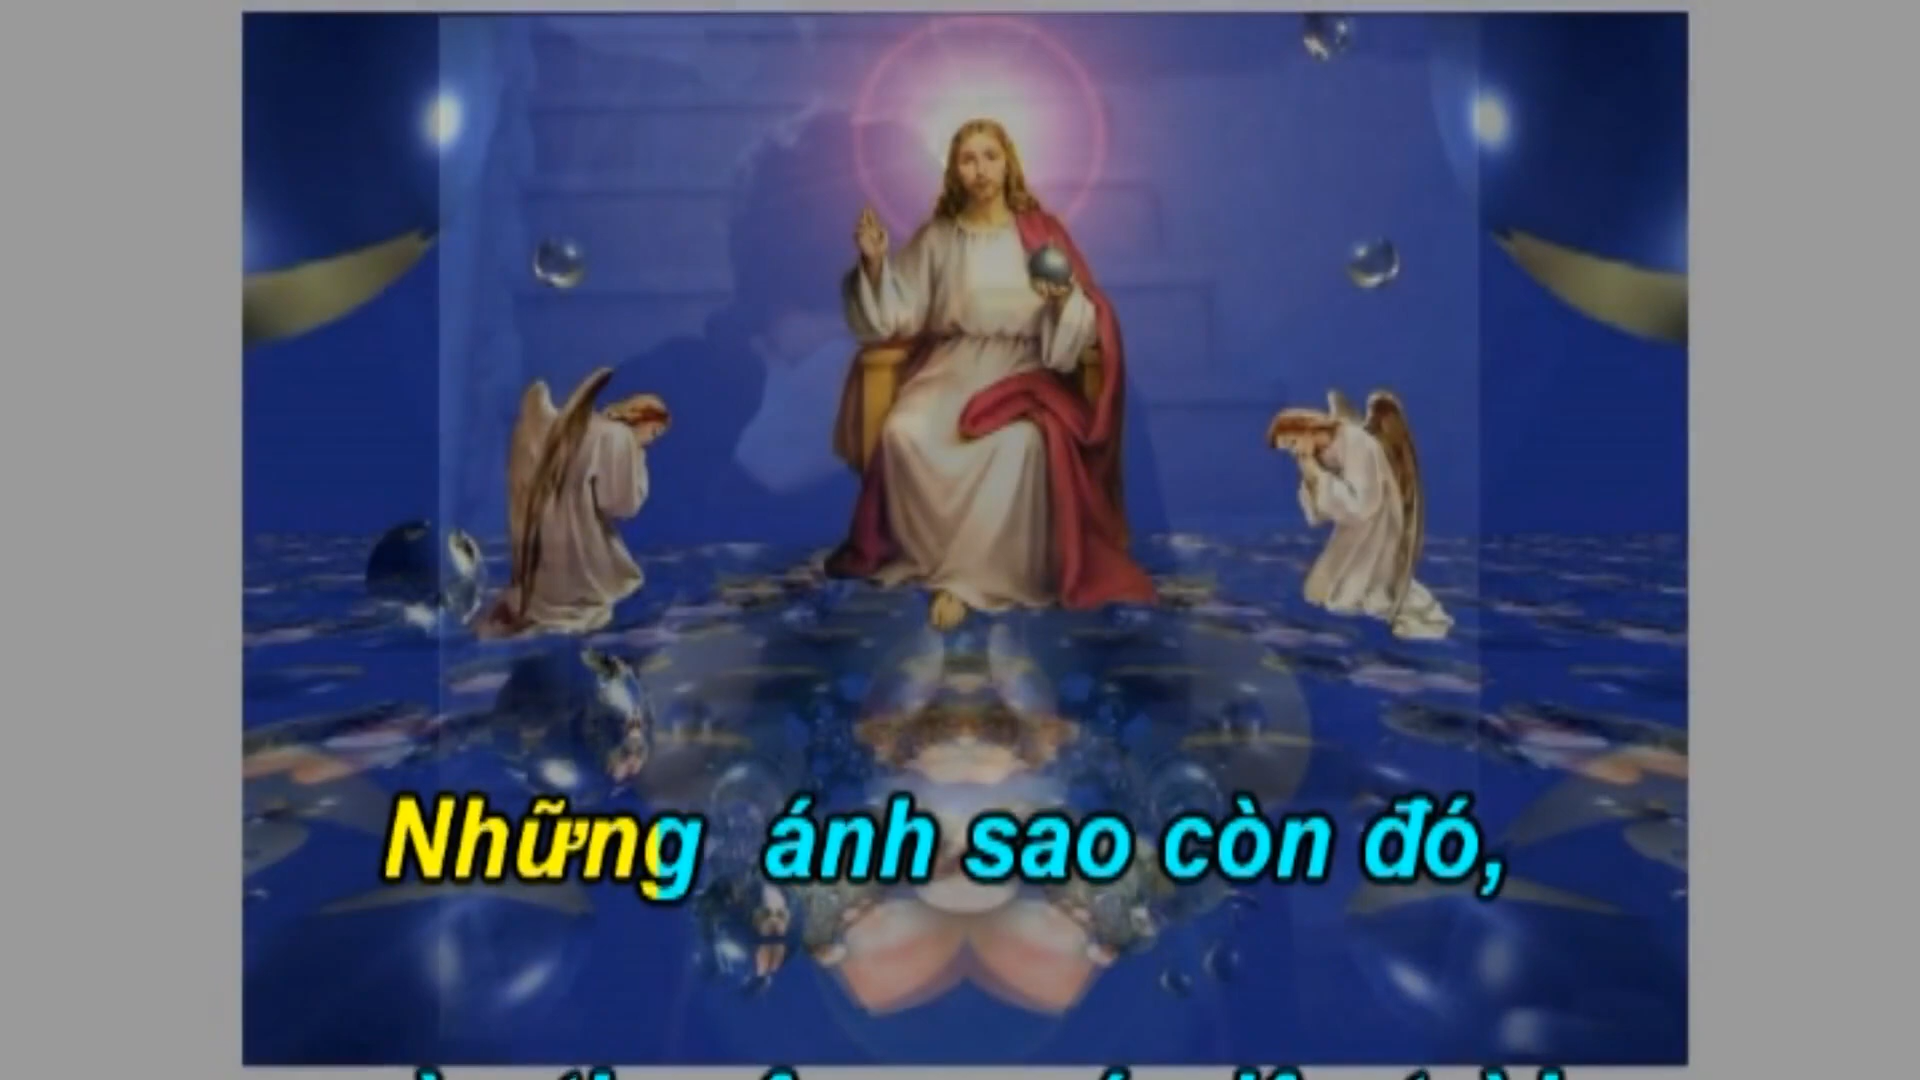 Những ánh sao còn đó,